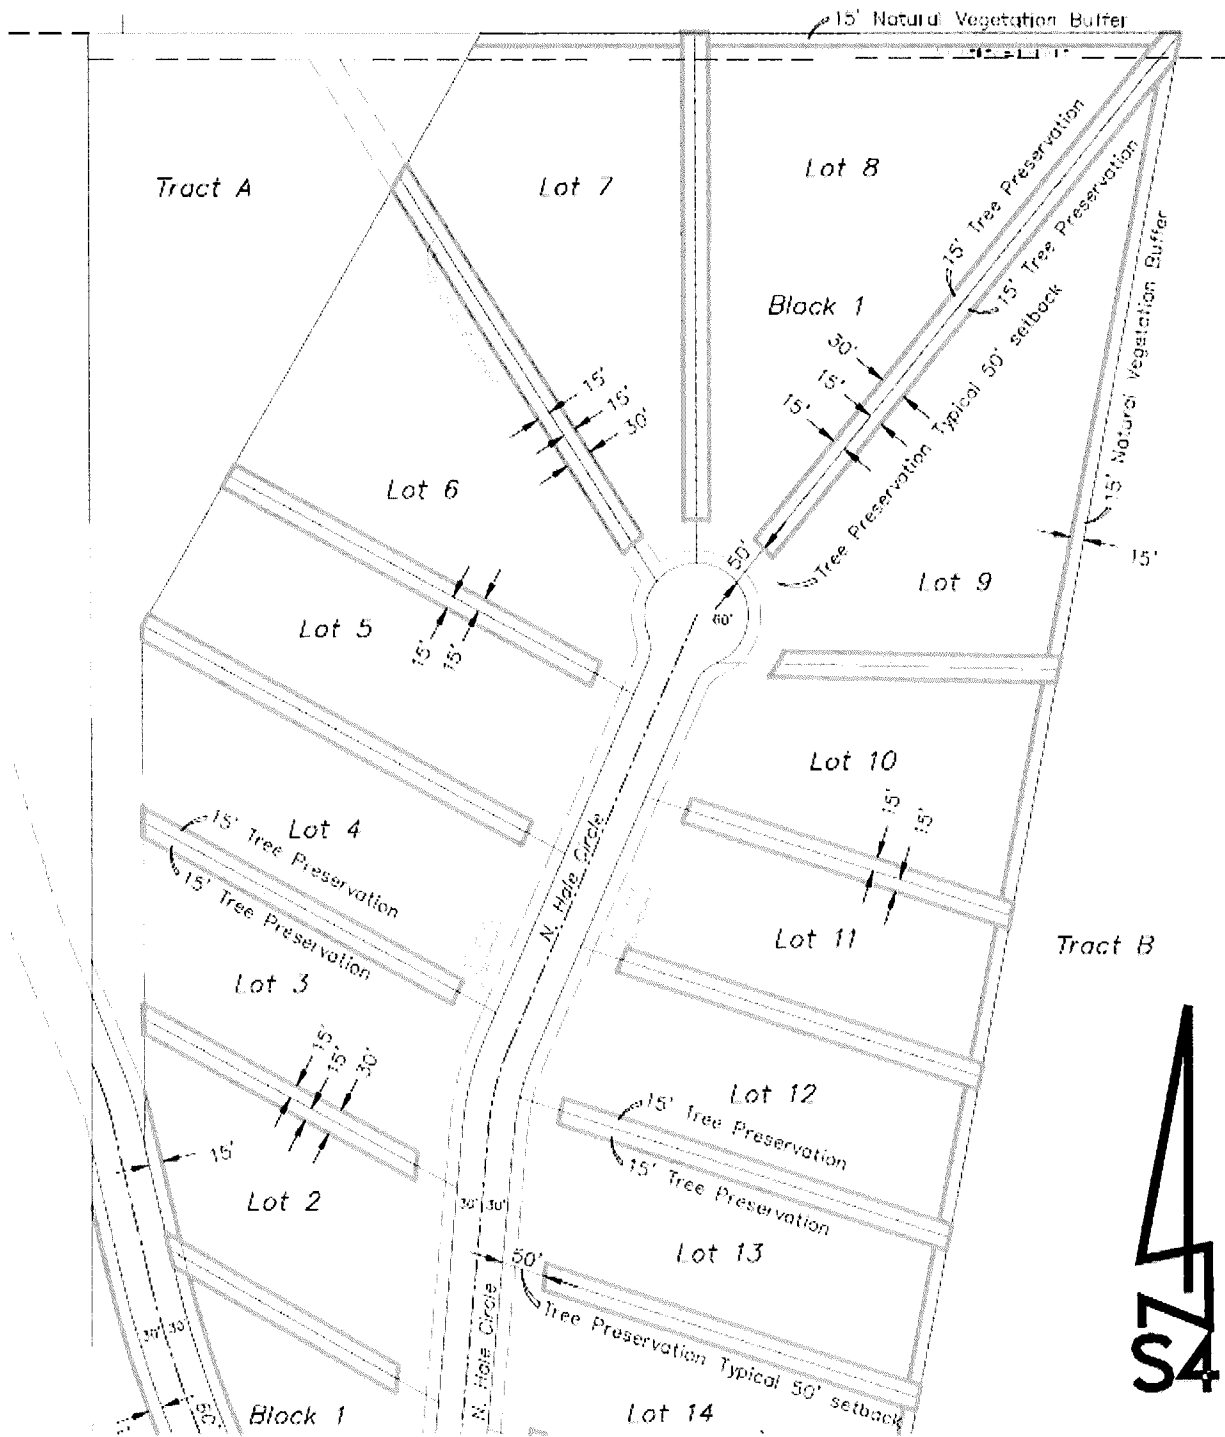 15' Natural Vegetation Buffer
Tract A
Lot 7
Lot 8
15' Tree Preservation
15' Tree Preservation
Block 1
15' Natural Vegetation Buffer
30'
15'
15'
Tree Preservation Typical 50' setback
15'
15'
30'
Lot 6
50'
15'
Lot 9
60'
Lot 5
15'
15'
Lot 10
15'
15'
Lot 4
15' Tree Preservation
15' Tree Preservation
N. Hale Circle
Lot 11
Tract B
Lot 3
15'
15'
30'
Lot 12
15' Tree Preservation
15' Tree Preservation
15'
Lot 2
30' 30'
Lot 13
50'
Tree Preservation Typical 50' setback
N. Hale Circle
30' 30'
60'
Block 1
Lot 14
N
S4